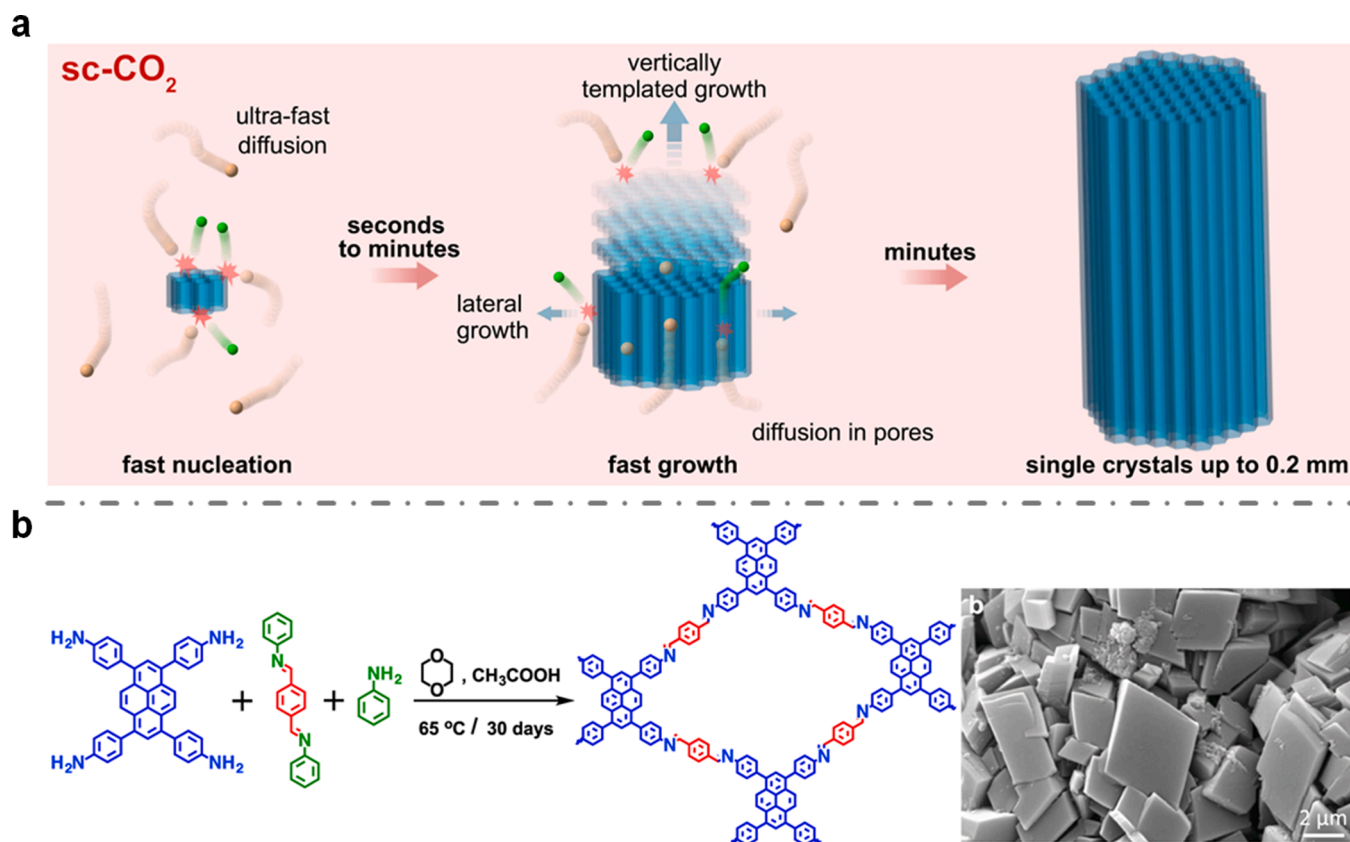 a
sc-CO₂
ultra-fast
diffusion
seconds
to minutes
fast nucleation
vertically
templated growth
lateral
growth
diffusion in pores
fast growth
minutes
single crystals up to 0.2 mm
b
H₂N
NH₂
H₂N
NH₂
+
N
N
+
NH₂
O
O
, CH₃COOH
65 ºC / 30 days
N
N
N
N
N
N
N
N
b
2 µm